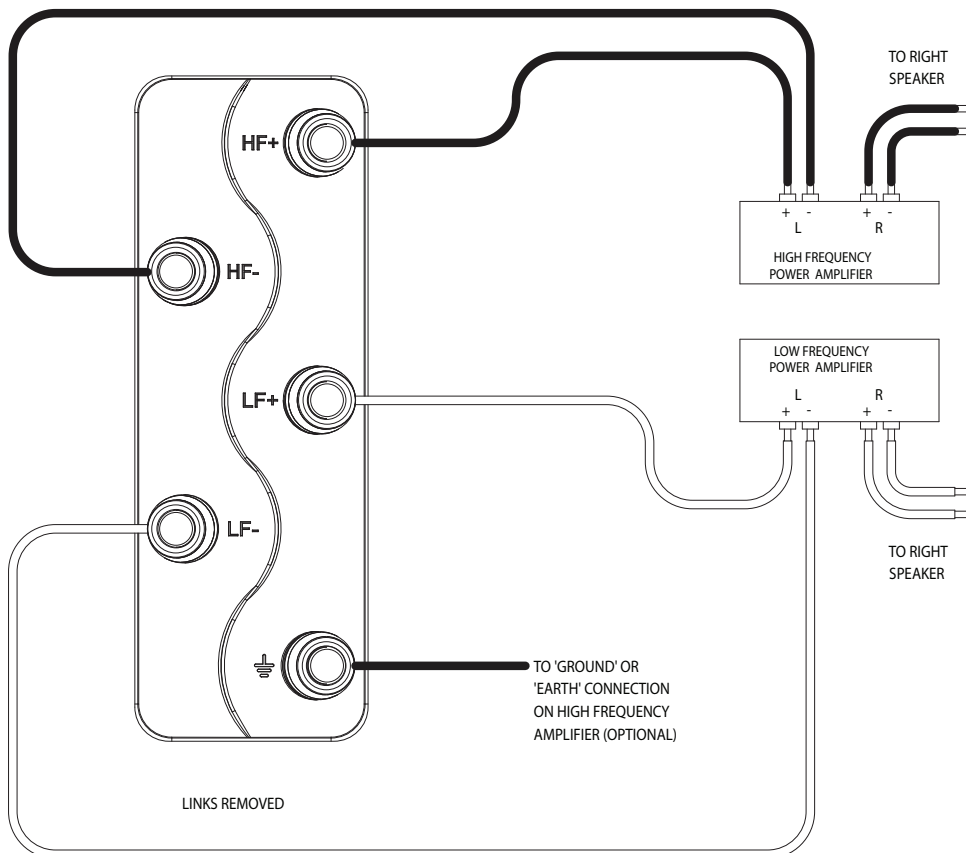 TO RIGHT
SPEAKER
HF+
+ - + -
L R
HIGH FREQUENCY
POWER AMPLIFIER
HF-
LOW FREQUENCY
POWER AMPLIFIER
L R
+ - + -
LF+
LF-
TO RIGHT
SPEAKER
TO 'GROUND' OR
'EARTH' CONNECTION
ON HIGH FREQUENCY
AMPLIFIER (OPTIONAL)
LINKS REMOVED